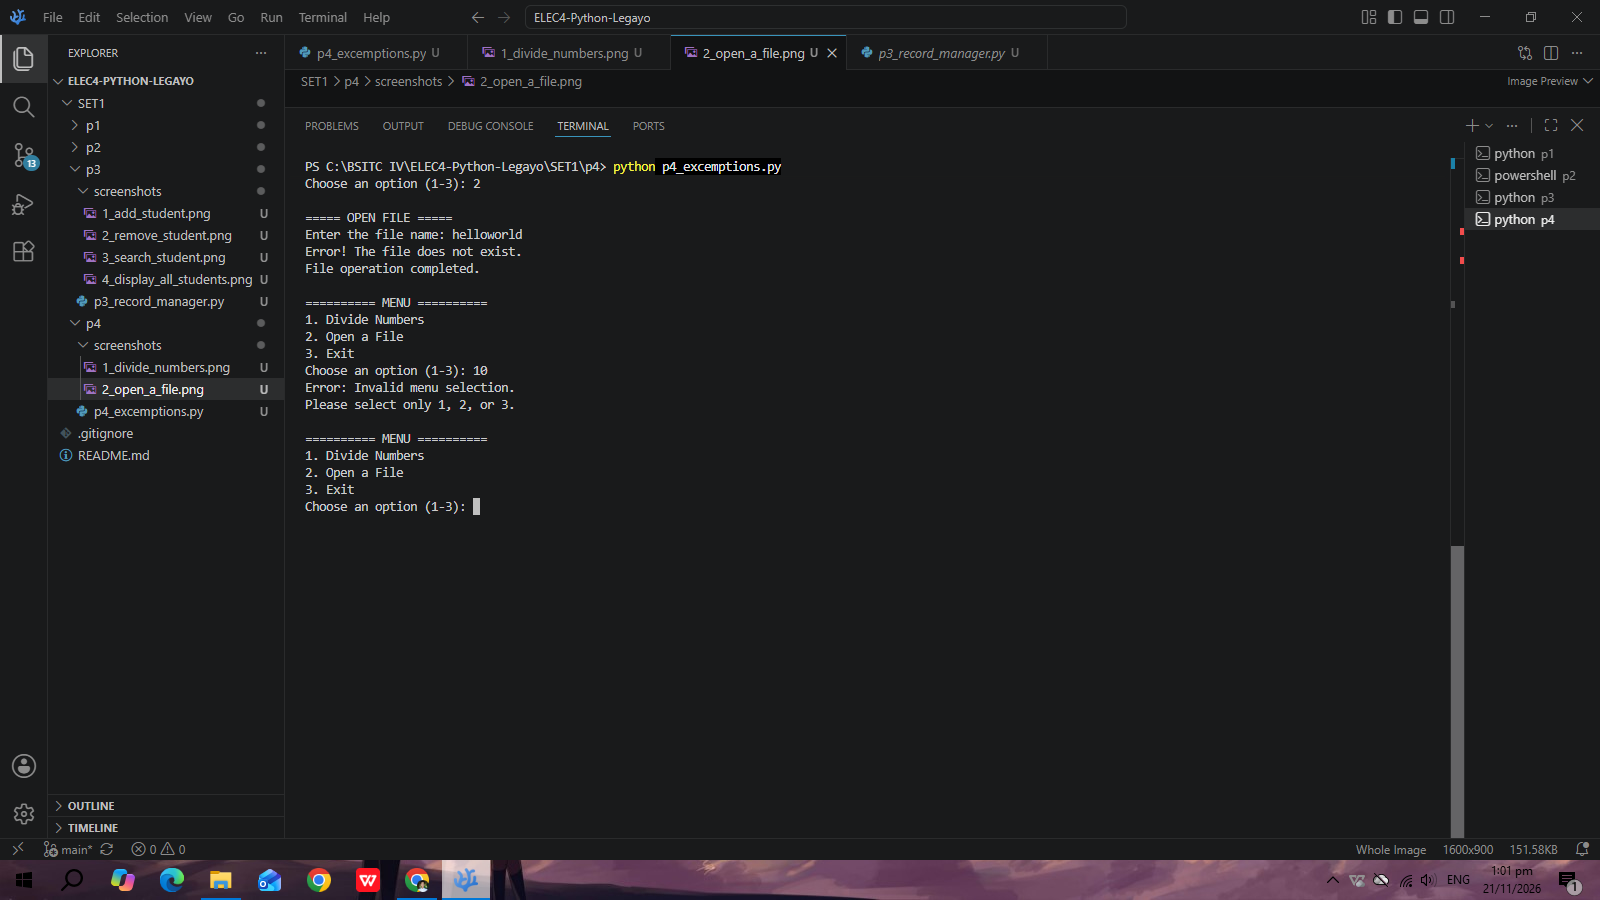 File Edit Selection View Go Run Terminal Help
ELEC4-Python-Legayo
EXPLORER
ELEC4-PYTHON-LEGAYO
SET1
p1
p2
p3
screenshots
1_add_student.png U
2_remove_student.png U
3_search_student.png U
4_display_all_students.png U
p3_record_manager.py U
p4
screenshots
1_divide_numbers.png U
2_open_a_file.png U
p4_excemptions.py U
.gitignore
README.md
OUTLINE
TIMELINE
13
p4_excemptions.py U
1_divide_numbers.png U
2_open_a_file.png U
p3_record_manager.py U
SET1 > p4 > screenshots > 2_open_a_file.png
Image Preview
PROBLEMS OUTPUT DEBUG CONSOLE TERMINAL PORTS
PS C:\BSITC IV\ELEC4-Python-Legayo\SET1\p4> python p4_excemptions.py
Choose an option (1-3): 2
===== OPEN FILE =====
Enter the file name: helloworld
Error! The file does not exist.
File operation completed.
========== MENU ==========
1. Divide Numbers
2. Open a File
3. Exit
Choose an option (1-3): 10
Error: Invalid menu selection.
Please select only 1, 2, or 3.
========== MENU ==========
1. Divide Numbers
2. Open a File
3. Exit
Choose an option (1-3):
python p1
powershell p2
python p3
python p4
main* 0 0
Whole Image 1600x900 151.58KB
ENG
1:01 pm
21/11/2026
1